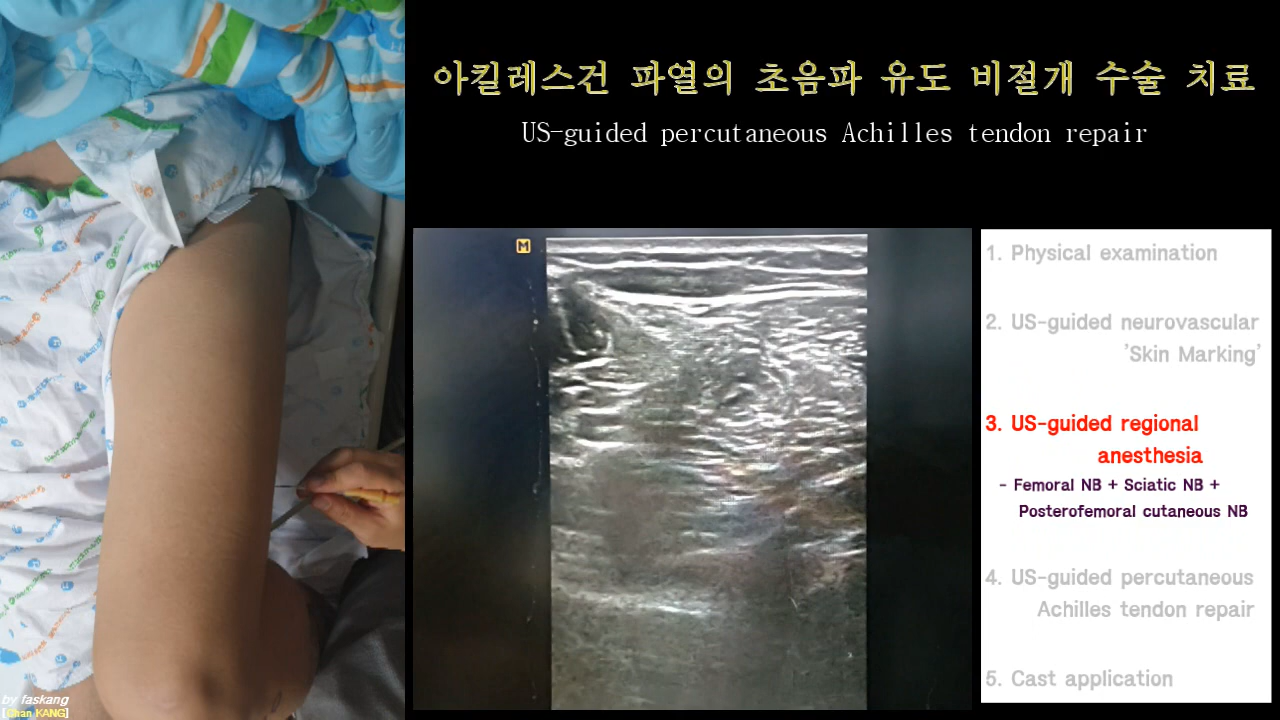 아킬레스건 파열의 초음파 유도 비절개 수술 치료
US-guided percutaneous Achilles tendon repair
M
1. Physical examination
2. US-guided neurovascular
'Skin Marking'
3. US-guided regional
anesthesia
- Femoral NB + Sciatic NB +
Posterofemoral cutaneous NB
4. US-guided percutaneous
Achilles tendon repair
5. Cast application
by faskang
[Chan KANG]